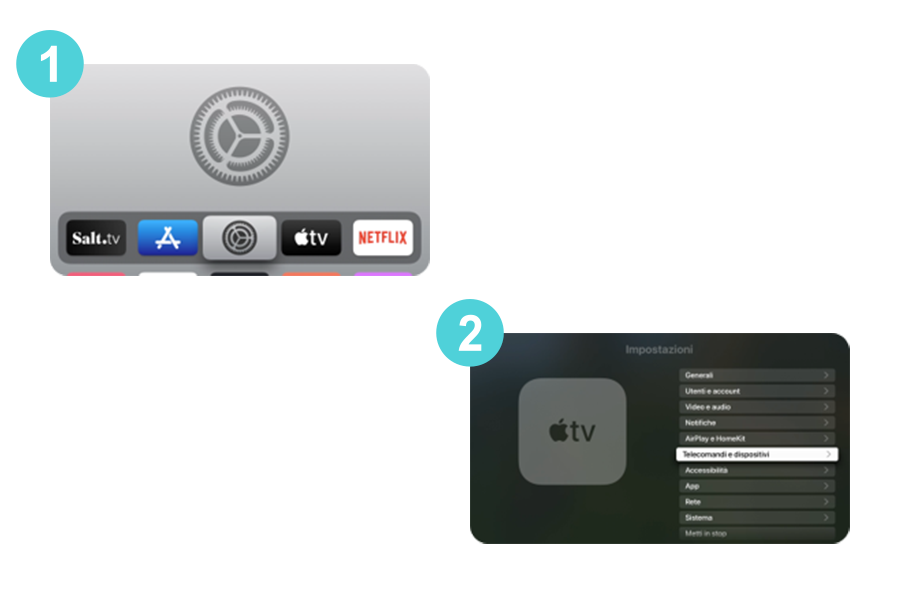 1
Salt.tv
tv
NETFLIX
2
Impostazioni
tv
Generali
Utenti e account
Video e audio
Notifiche
AirPlay e HomeKit
Telecomandi e dispositivi
Accessibilità
App
Rete
Sistema
Metti in stop